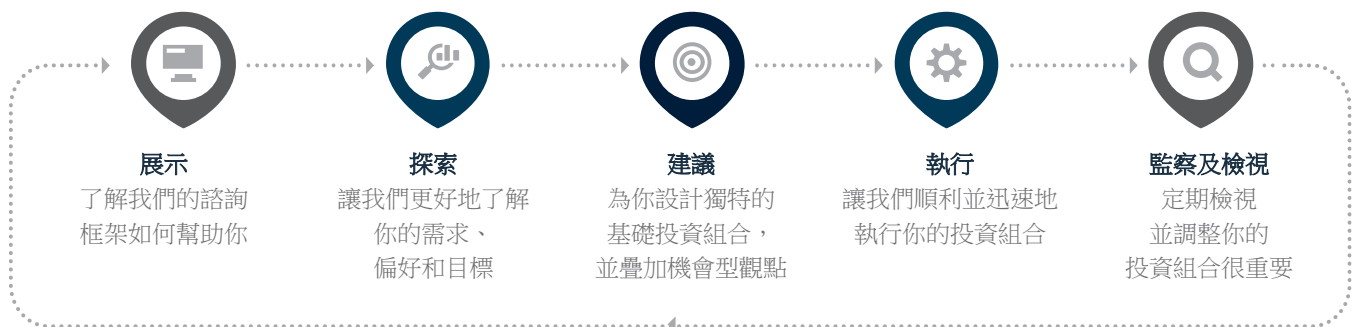 展示
了解我們的諮詢
框架如何幫助你
探索
讓我們更好地了解
你的需求、
偏好和目標
建議
為你設計獨特的
基礎投資組合，
並疊加機會型觀點
執行
讓我們順利並迅速地
執行你的投資組合
監察及檢視
定期檢視
並調整你的
投資組合很重要